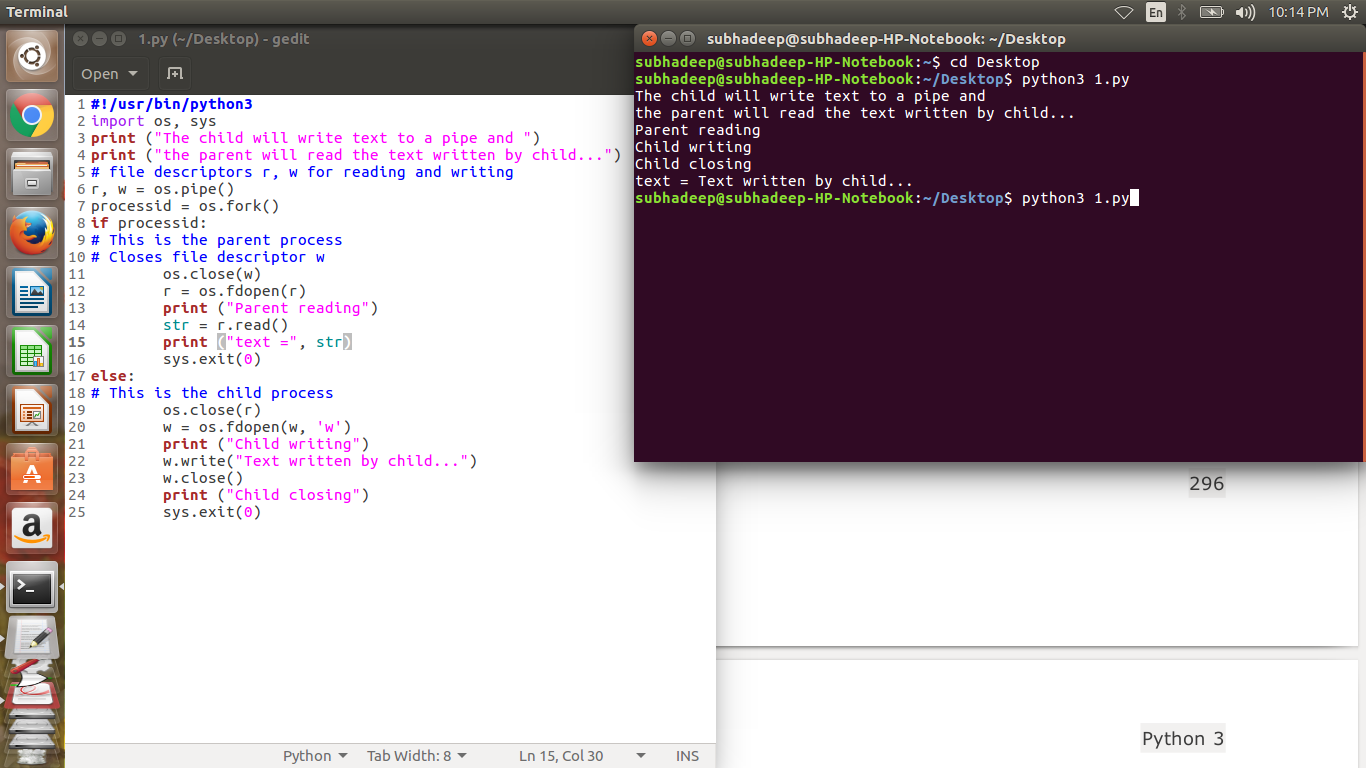 Terminal
En
10:14 PM
1.py (~/Desktop) - gedit
Open
1 #!/usr/bin/python3
2 import os, sys
3 print ("The child will write text to a pipe and ")
4 print ("the parent will read the text written by child...")
5 # file descriptors r, w for reading and writing
6 r, w = os.pipe()
7 processid = os.fork()
8 if processid:
9 # This is the parent process
10 # Closes file descriptor w
11         os.close(w)
12         r = os.fdopen(r)
13         print ("Parent reading")
14         str = r.read()
15         print ("text =", str)
16         sys.exit(0)
17 else:
18 # This is the child process
19         os.close(r)
20         w = os.fdopen(w, 'w')
21         print ("Child writing")
22         w.write("Text written by child...")
23         w.close()
24         print ("Child closing")
25         sys.exit(0)
Python
Tab Width: 8
Ln 15, Col 30
INS
subhadeep@subhadeep-HP-Notebook: ~/Desktop
subhadeep@subhadeep-HP-Notebook:~$ cd Desktop
subhadeep@subhadeep-HP-Notebook:~/Desktop$ python3 1.py
The child will write text to a pipe and
the parent will read the text written by child...
Parent reading
Child writing
Child closing
text = Text written by child...
subhadeep@subhadeep-HP-Notebook:~/Desktop$ python3 1.py
296
Python 3